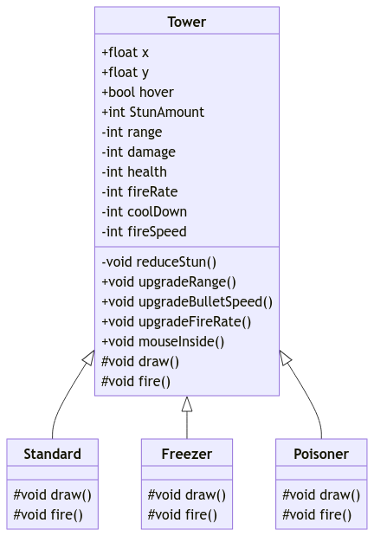 Tower
+float x
+float y
+bool hover
+int StunAmount
-int range
-int damage
-int health
-int fireRate
-int coolDown
-int fireSpeed
-void reduceStun()
+void upgradeRange()
+void upgradeBulletSpeed()
+void upgradeFireRate()
+void mouseInside()
#void draw()
#void fire()
Standard
#void draw()
#void fire()
Freezer
#void draw()
#void fire()
Poisoner
#void draw()
#void fire()